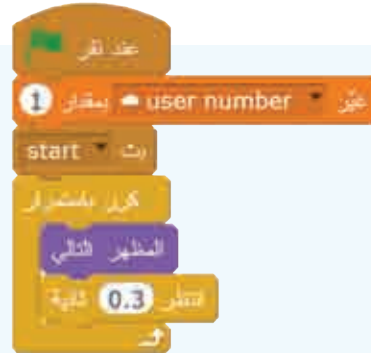 عند نقر
غيّر user number بمقدار 1
بث start
كرر باستمرار
المظهر التالي
انتظر 0.3 ثانية